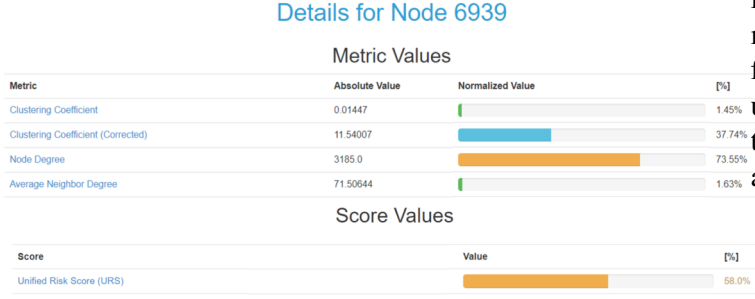 Details for Node 6939
Metric Values
Metric Absolute Value Normalized Value [%]
Clustering Coefficient 0.01447 1.45%
Clustering Coefficient (Corrected) 11.54007 37.74%
Node Degree 3185.0 73.55%
Average Neighbor Degree 71.50644 1.63%
Score Values
Score Value [%]
Unified Risk Score (URS) 58.0%